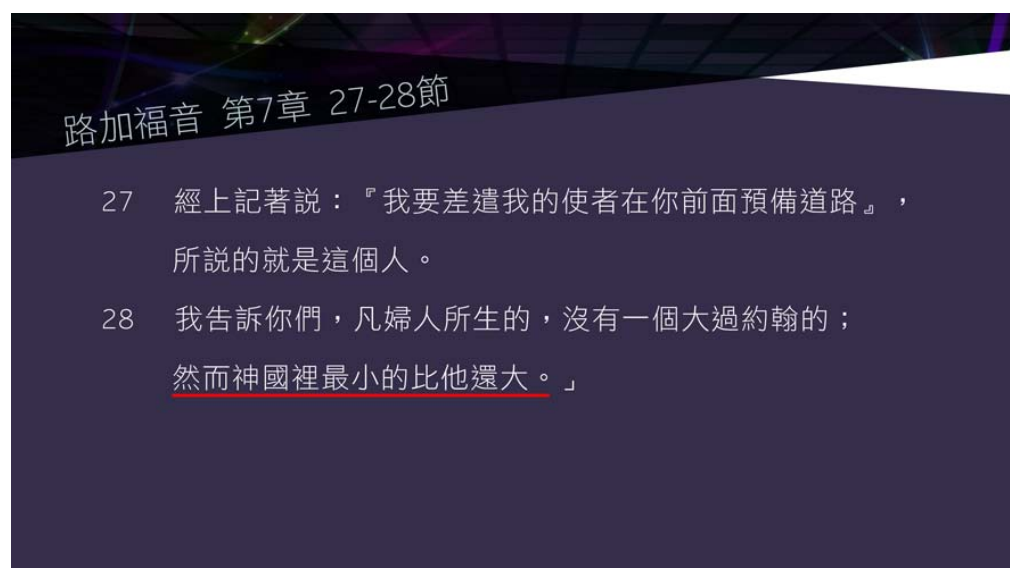 路加福音 第7章 27-28節
27 經上記著説：『我要差遣我的使者在你前面預備道路』，
所説的就是這個人。
28 我告訴你們，凡婦人所生的，沒有一個大過約翰的；
然而神國裡最小的比他還大。」